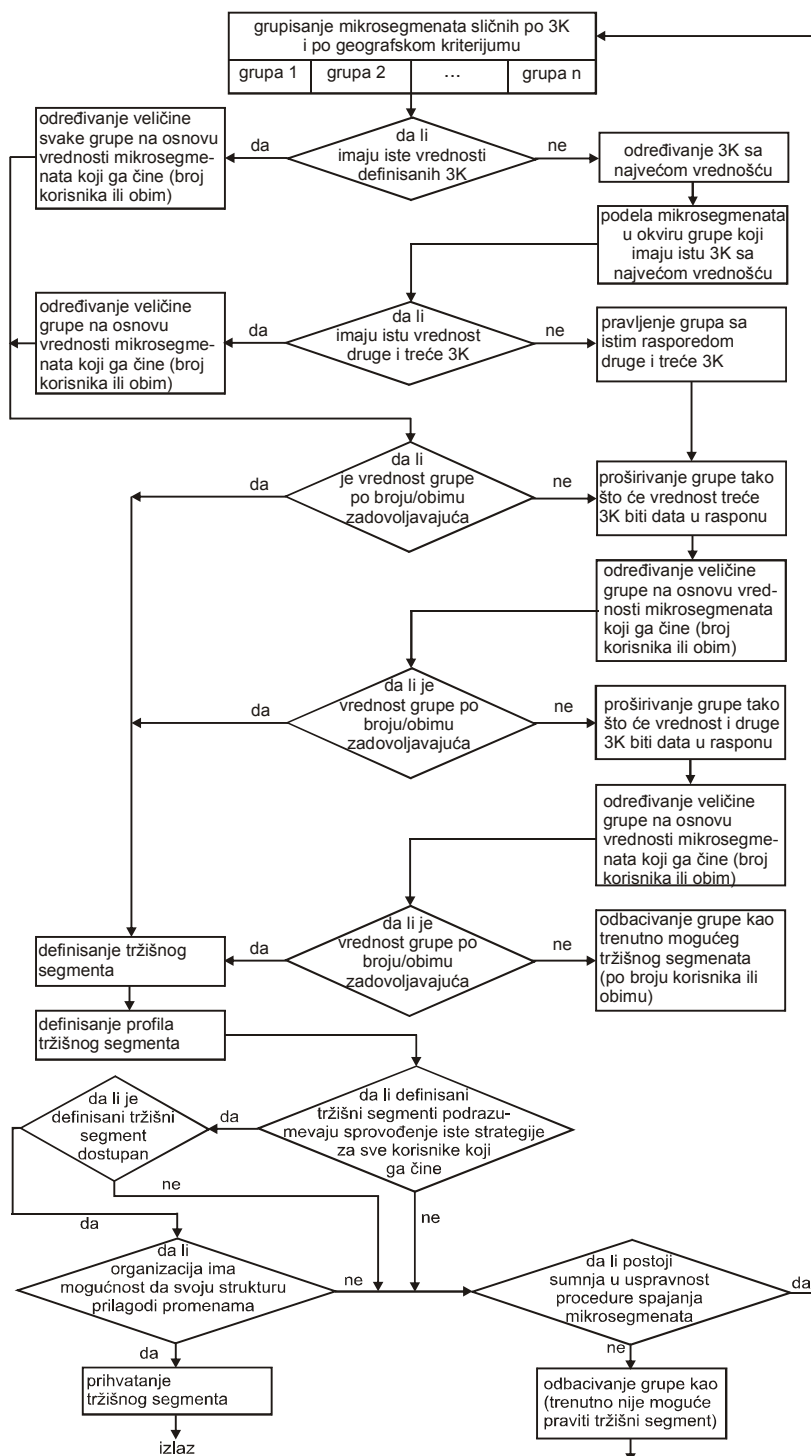 grupisanje mikrosegmenata sličnih po 3K
i po geografskom kriterijumu
grupa 1
grupa 2
...
grupa n
određivanje veličine
svake grupe na osnovu
vrednosti mikrosegme-
nata koji ga čine (broj
korisnika ili obim)
da
da li
imaju iste vrednosti
definisanih 3K
ne
određivanje 3K sa
najvećom vrednošću
podela mikrosegmenata
u okviru grupe koji
imaju istu 3K sa
najvećom vrednošću
određivanje veličine
grupe na osnovu
vrednosti mikrosegme-
nata koji ga čine (broj
korisnika ili obim)
da
da li
imaju istu vrednost
druge i treće 3K
ne
pravljenje grupa sa
istim rasporedom
druge i treće 3K
da
da li
je vrednost grupe
po broju/obimu
zadovoljavajuća
ne
proširivanje grupe tako
što će vrednost treće
3K biti data u rasponu
određivanje veličine
grupe na osnovu vred-
nosti mikrosegmenata
koji ga čine (broj
korisnika ili obim)
da
da li je
vrednost grupe po
broju/obimu
zadovoljavajuća
ne
proširivanje grupe tako
što će vrednost i druge
3K biti data u rasponu
određivanje veličine
grupe na osnovu
vrednosti mikrosegme-
nata koji ga čine (broj
korisnika ili obim)
definisanje tržišnog
segmenta
da
da li je
vrednost grupe po
broju/obimu
zadovoljavajuća
ne
odbacivanje grupe kao
trenutno mogućeg
tržišnog segmenata
(po broju korisnika ili
obimu)
definisanje profila
tržišnog segmenta
da li je
definisani tržišni
segment
dostupan
da
da li definisani
tržišni segmenti podrazu-
mevaju sprovođenje iste strategije
za sve korisnike koji
ga čine
ne
ne
da
da li
organizacija ima
mogućnost da svoju strukturu
prilagodi promenama
ne
da li postoji
sumnja u uspravnost
procedure spajanja
mikrosegmenata
da
da
ne
prihvatanje
tržišnog segmenta
odbacivanje grupe kao
(trenutno nije moguće
praviti tržišni segment)
izlaz